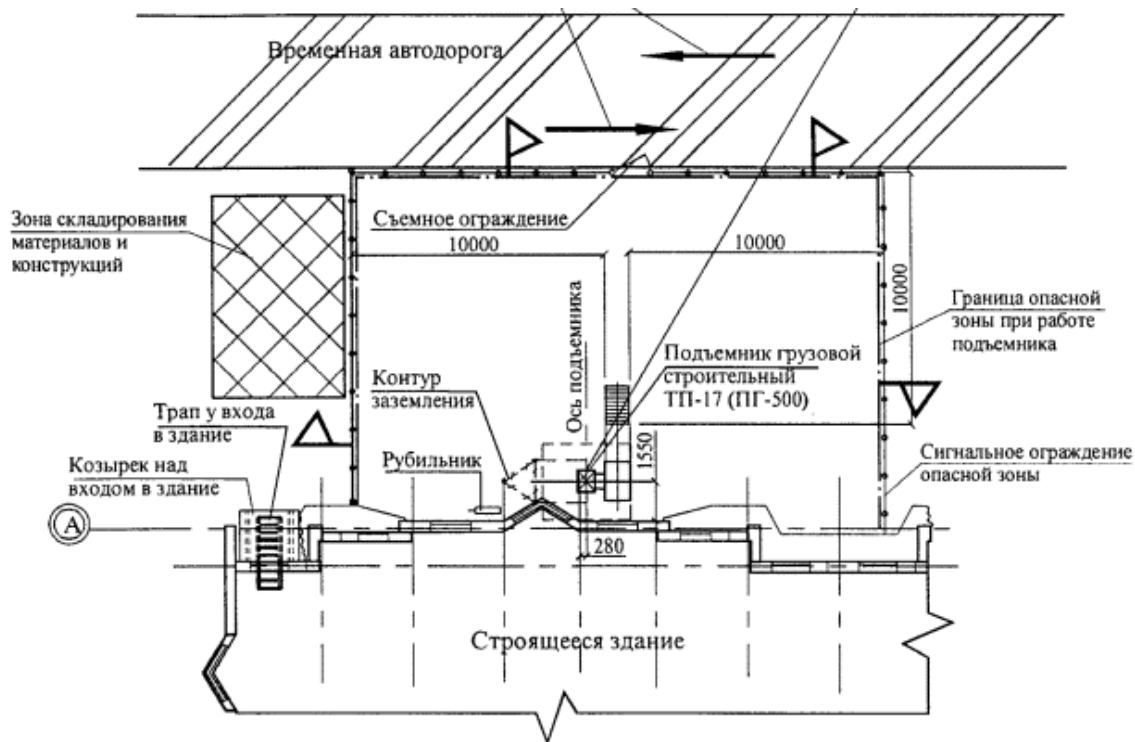 Временная автодорога
Съемное ограждение
Зона складирования
материалов и
конструкций
10000
10000
10000
Граница опасной
зоны при работе
подъемника
Ось подъемника
Подъемник грузовой
строительный
ТП-17 (ПГ-500)
Контур
заземления
Трап у входа
в здание
Рубильник
1550
Козырек над
входом в здание
Сигнальное ограждение
опасной зоны
А
280
Строящееся здание